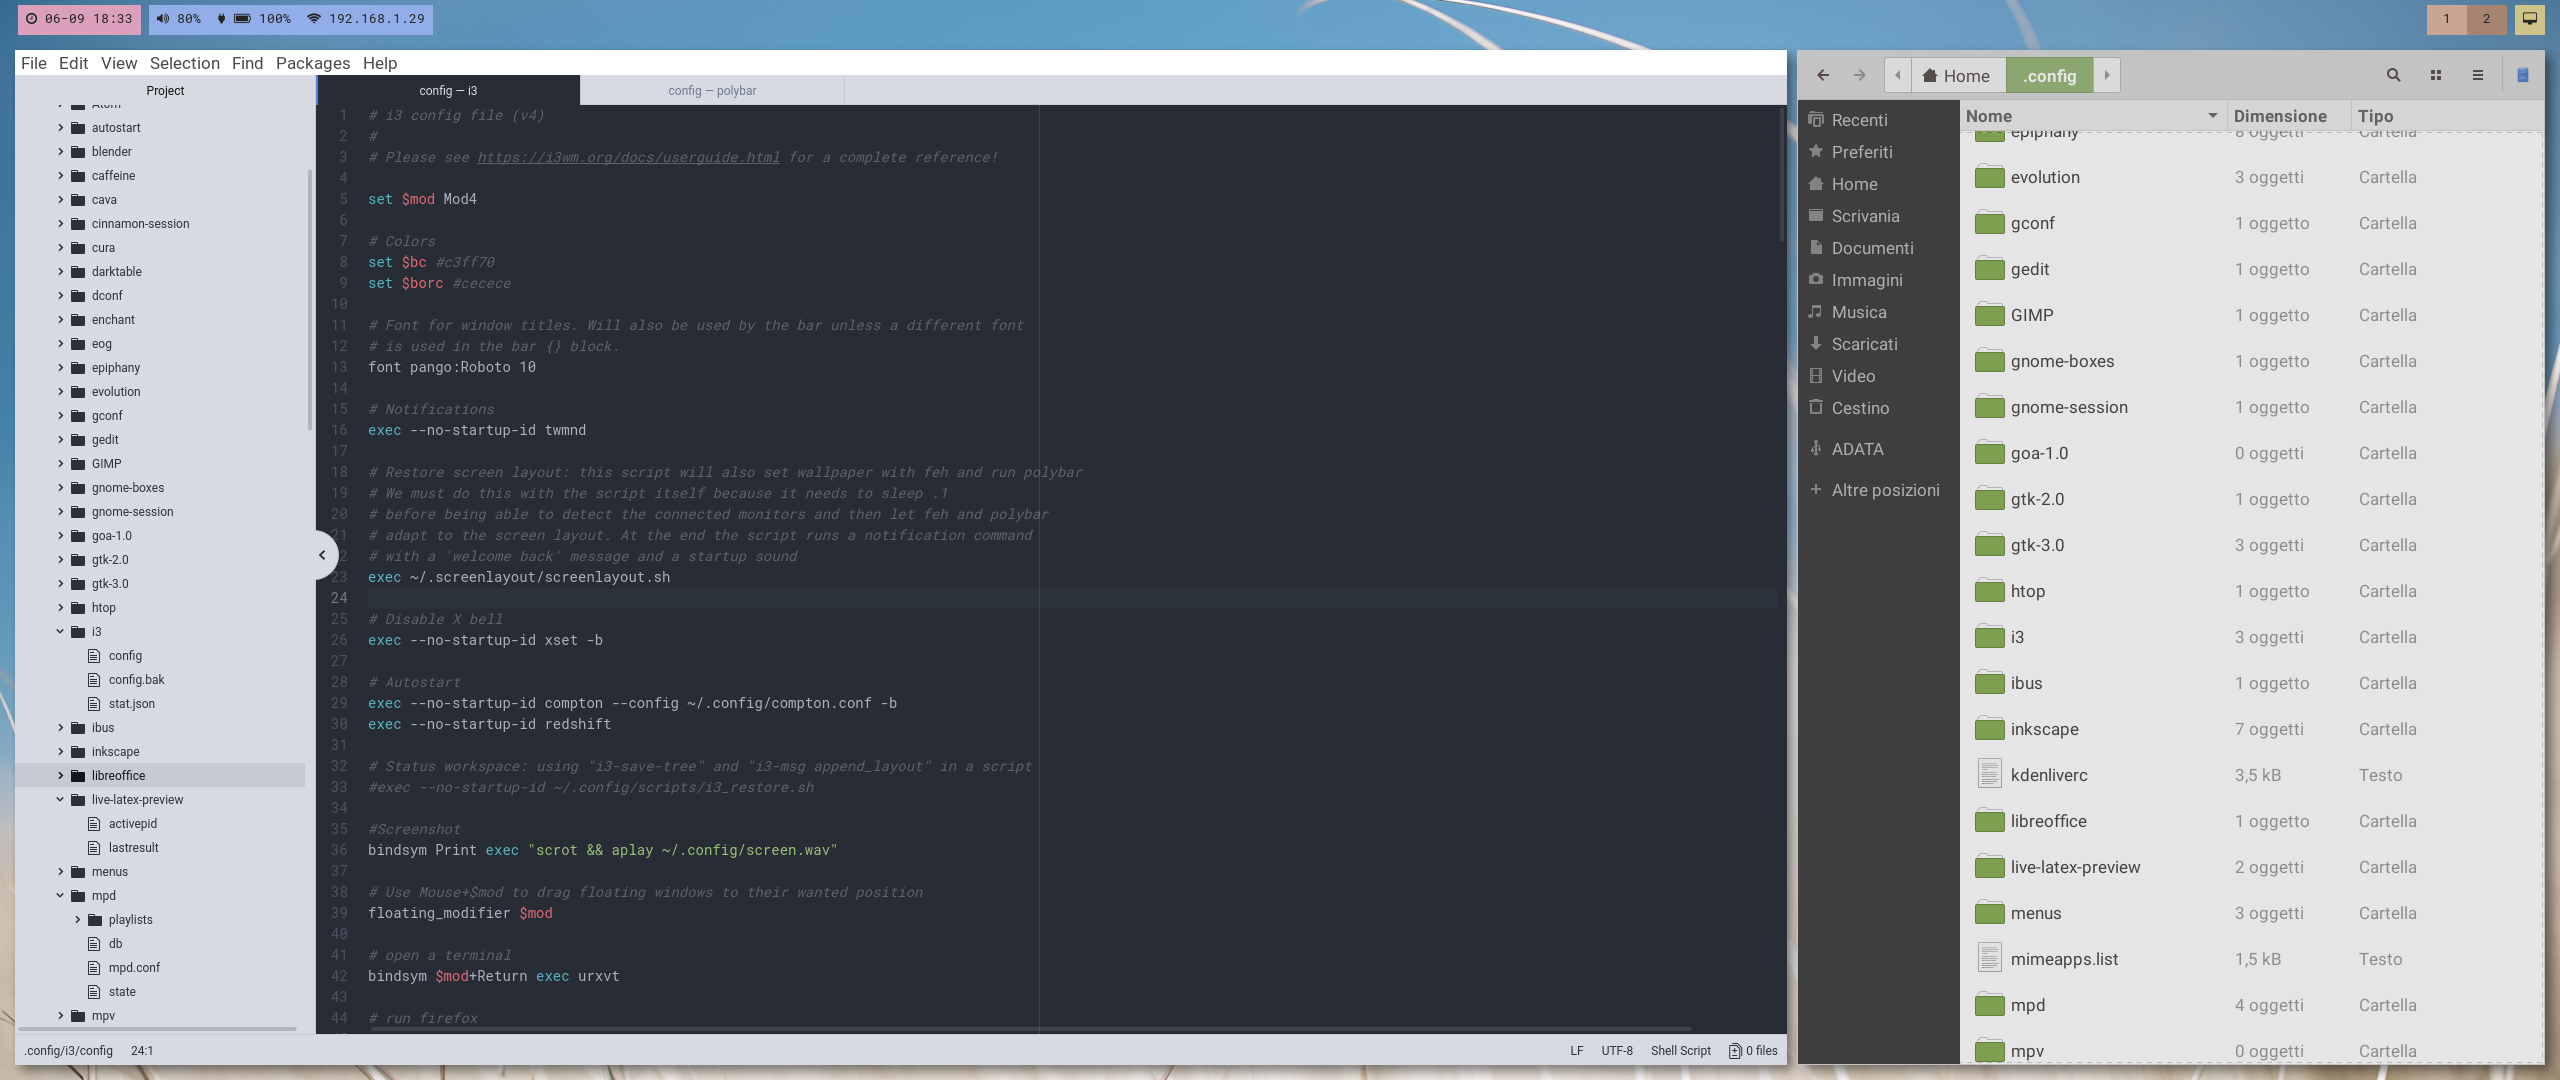 06-09 18:33
80% 100% 192.168.1.29
1 2
File Edit View Selection Find Packages Help
Project
Atom
autostart
blender
caffeine
cava
cinnamon-session
cura
darktable
dconf
enchant
eog
epiphany
evolution
gconf
gedit
GIMP
gnome-boxes
gnome-session
goa-1.0
gtk-2.0
gtk-3.0
htop
i3
config
config.bak
stat.json
ibus
inkscape
libreoffice
live-latex-preview
activepid
lastresult
menus
mpd
playlists
db
mpd.conf
state
mpv
config — i3
config — polybar
1 # i3 config file (v4)
2 #
3 # Please see https://i3wm.org/docs/userguide.html for a complete reference!
4
5 set $mod Mod4
6
7 # Colors
8 set $bc #c3ff70
9 set $borc #cecece
10
11 # Font for window titles. Will also be used by the bar unless a different font
12 # is used in the bar {} block.
13 font pango:Roboto 10
14
15 # Notifications
16 exec --no-startup-id twmnd
17
18 # Restore screen layout: this script will also set wallpaper with feh and run polybar
19 # We must do this with the script itself because it needs to sleep .1
20 # before being able to detect the connected monitors and then let feh and polybar
21 # adapt to the screen layout. At the end the script runs a notification command
2 # with a 'welcome back' message and a startup sound
23 exec ~/.screenlayout/screenlayout.sh
24
25 # Disable X bell
26 exec --no-startup-id xset -b
27
28 # Autostart
29 exec --no-startup-id compton --config ~/.config/compton.conf -b
30 exec --no-startup-id redshift
31
32 # Status workspace: using "i3-save-tree" and "i3-msg append_layout" in a script
33 #exec --no-startup-id ~/.config/scripts/i3_restore.sh
34
35 #Screenshot
36 bindsym Print exec "scrot && aplay ~/.config/screen.wav"
37
38 # Use Mouse+$mod to drag floating windows to their wanted position
39 floating_modifier $mod
40
41 # open a terminal
42 bindsym $mod+Return exec urxvt
43
44 # run firefox
.config/i3/config 24:1
LF UTF-8 Shell Script 0 files
Home .config
Recenti
Preferiti
Home
Scrivania
Documenti
Immagini
Musica
Scaricati
Video
Cestino
ADATA
Altre posizioni
Nome Dimensione Tipo
epiphany 8 oggetti Cartella
evolution 3 oggetti Cartella
gconf 1 oggetto Cartella
gedit 1 oggetto Cartella
GIMP 1 oggetto Cartella
gnome-boxes 1 oggetto Cartella
gnome-session 1 oggetto Cartella
goa-1.0 0 oggetti Cartella
gtk-2.0 1 oggetto Cartella
gtk-3.0 3 oggetti Cartella
htop 1 oggetto Cartella
i3 3 oggetti Cartella
ibus 1 oggetto Cartella
inkscape 7 oggetti Cartella
kdenliverc 3,5 kB Testo
libreoffice 1 oggetto Cartella
live-latex-preview 2 oggetti Cartella
menus 3 oggetti Cartella
mimeapps.list 1,5 kB Testo
mpd 4 oggetti Cartella
mpv 0 oggetti Cartella